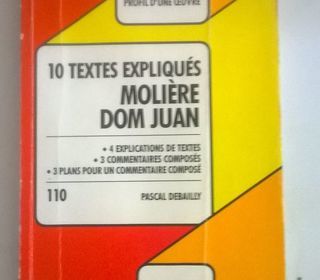 PROFIL D'UNE ŒUVRE
10 TEXTES EXPLIQUÉS
MOLIÈRE
DOM JUAN
• 4 EXPLICATIONS DE TEXTES
• 3 COMMENTAIRES COMPOSÉS
• 3 PLANS POUR UN COMMENTAIRE COMPOSÉ
110 PASCAL DEBAILLY